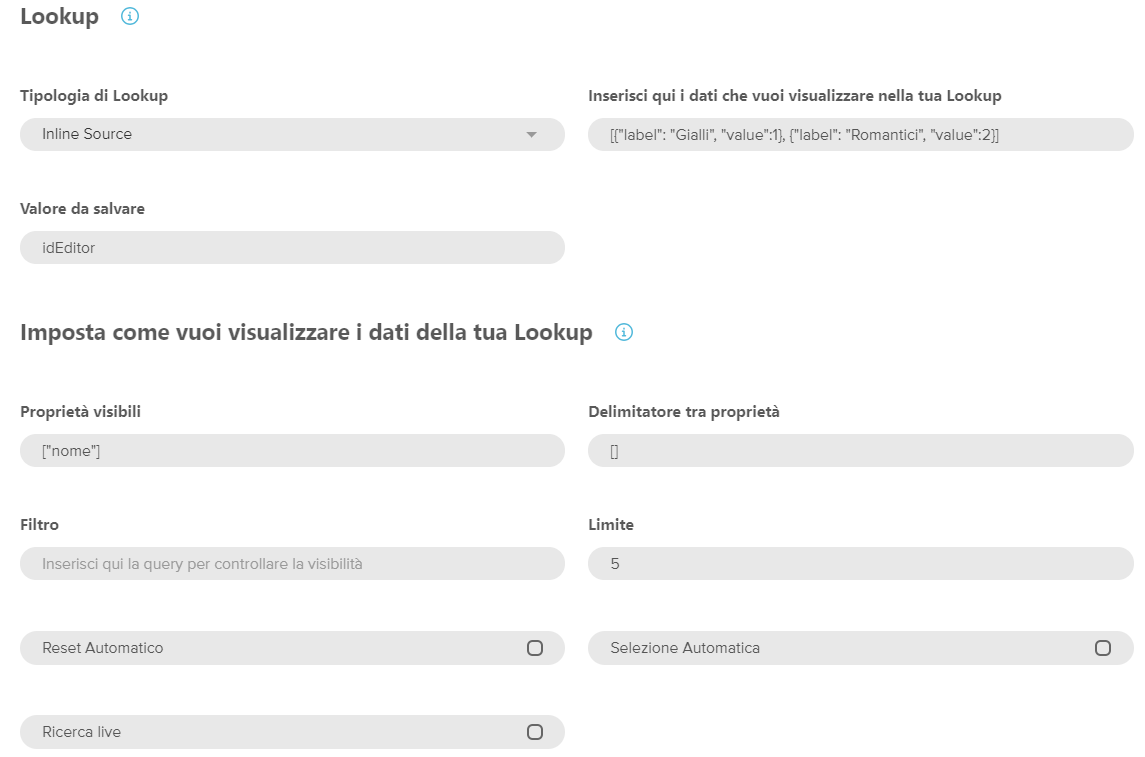 Lookup
Tipologia di Lookup
Inserisci qui i dati che vuoi visualizzare nella tua Lookup
Inline Source
[{"label": "Gialli", "value":1}, {"label": "Romantici", "value":2}]
Valore da salvare
idEditor
Imposta come vuoi visualizzare i dati della tua Lookup
Proprietà visibili
Delimitatore tra proprietà
["nome"]
[]
Filtro
Limite
Inserisci qui la query per controllare la visibilità
5
Reset Automatico
Selezione Automatica
Ricerca live